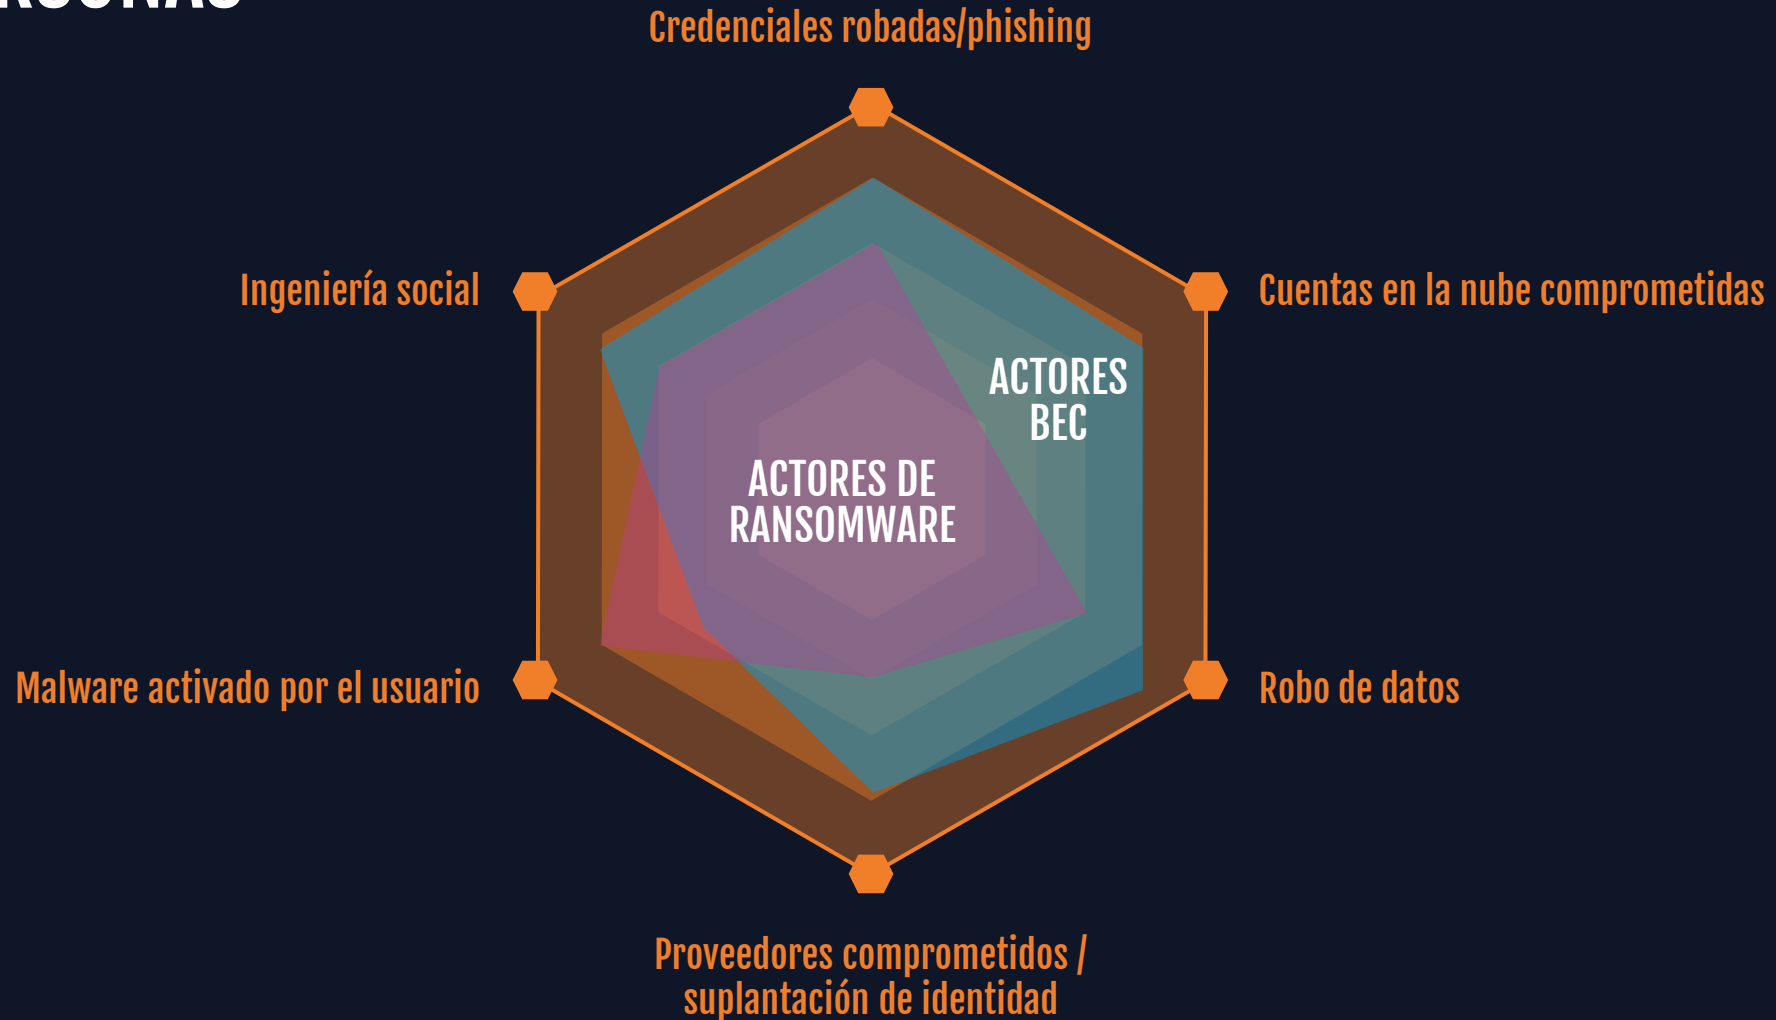 Credenciales robadas/phishing
Ingeniería social
Cuentas en la nube comprometidas
ACTORES
BEC
ACTORES DE
RANSOMWARE
Malware activado por el usuario
Robo de datos
Proveedores comprometidos /
suplantación de identidad